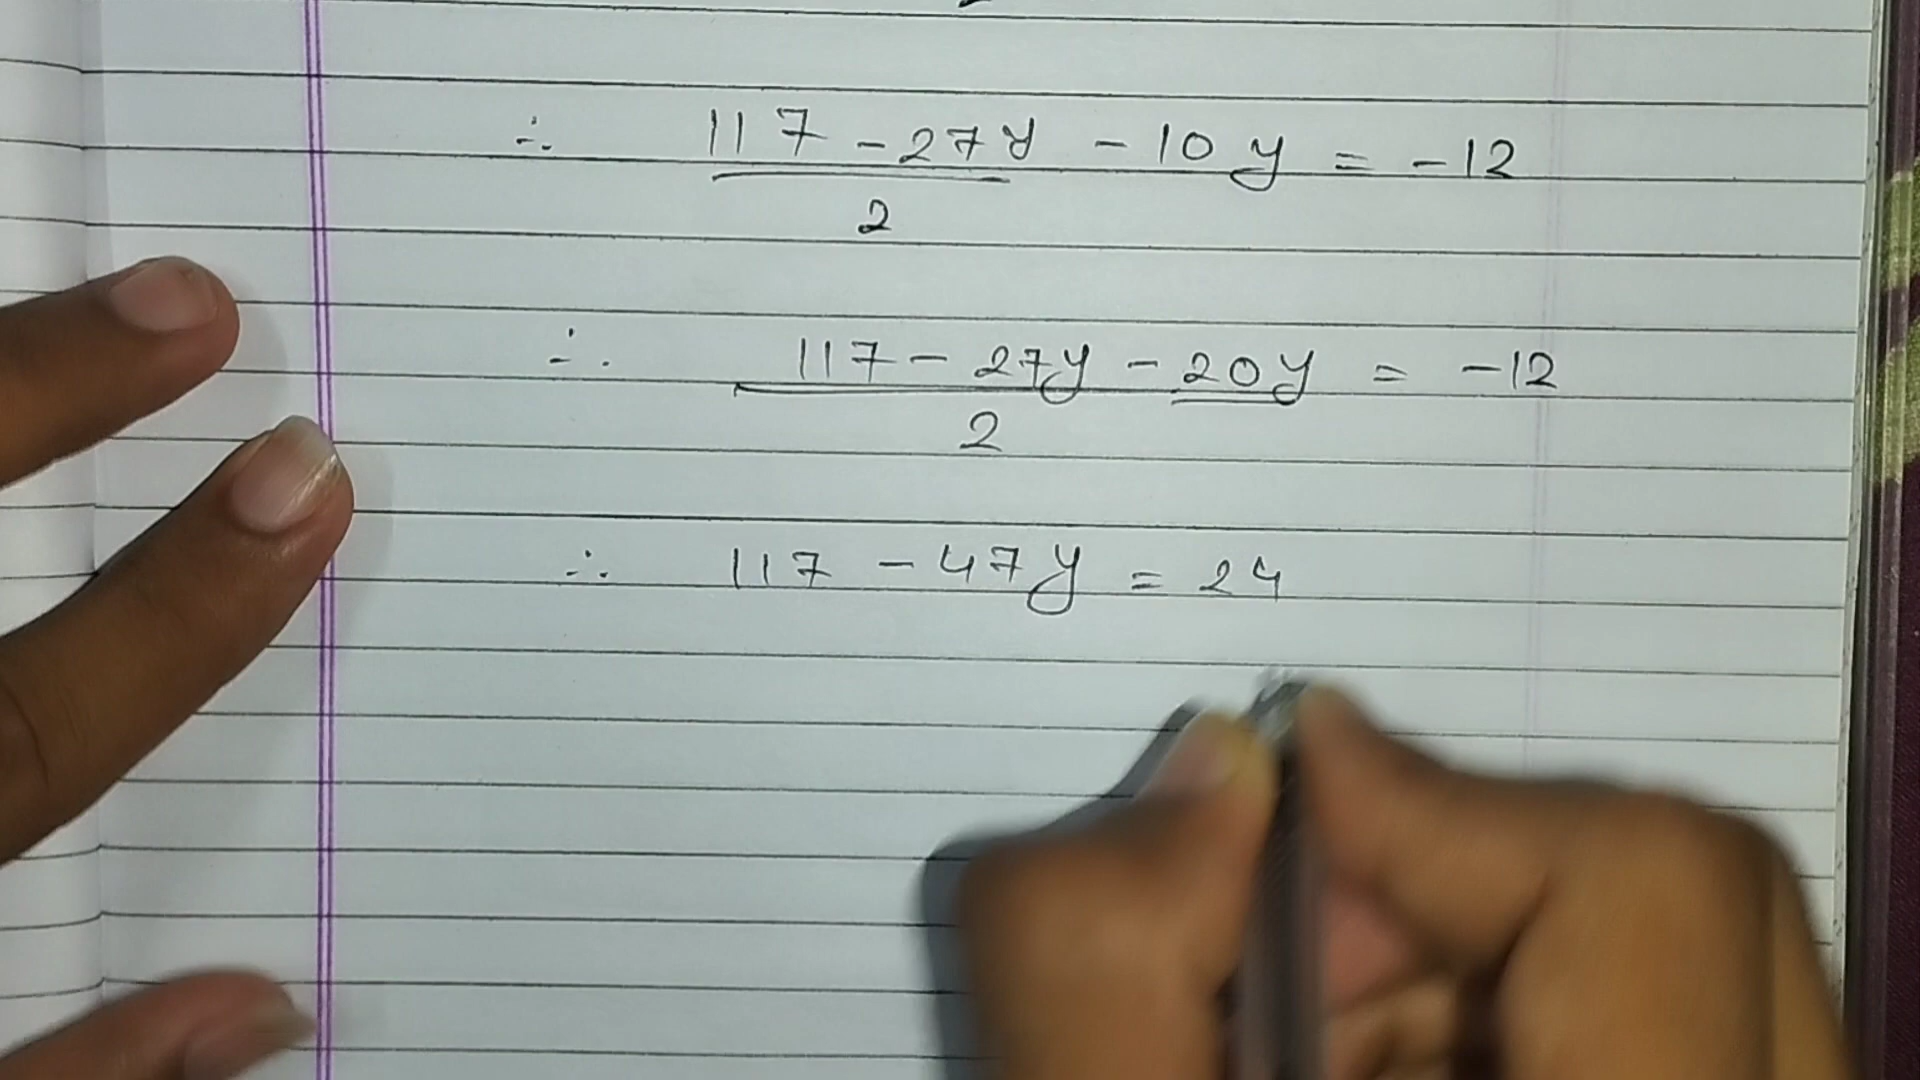 ∴ 117 - 27y / 2 - 10y = -12
∴ 117 - 27y - 20y / 2 = -12
∴ 117 - 47y = 24